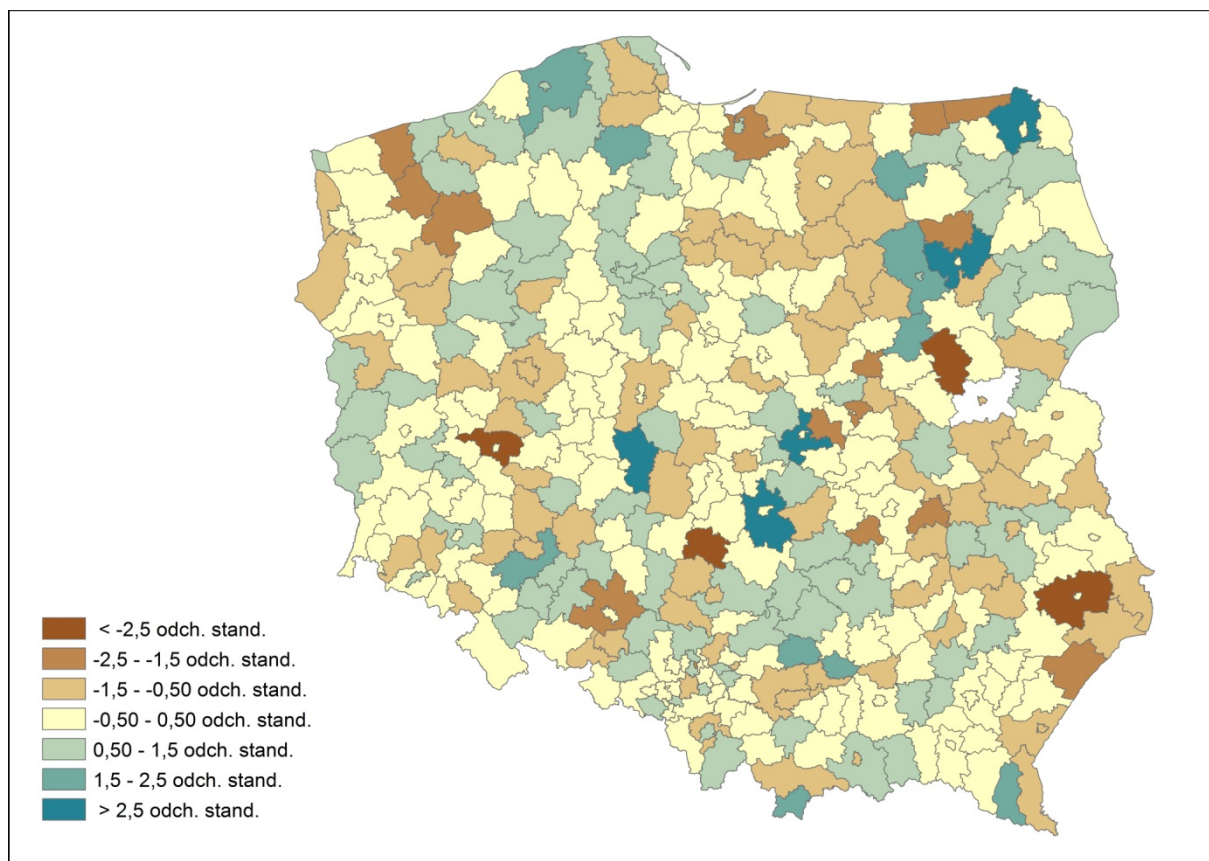 < -2,5 odch. stand.
-2,5 - -1,5 odch. stand.
-1,5 - -0,50 odch. stand.
-0,50 - 0,50 odch. stand.
0,50 - 1,5 odch. stand.
1,5 - 2,5 odch. stand.
> 2,5 odch. stand.